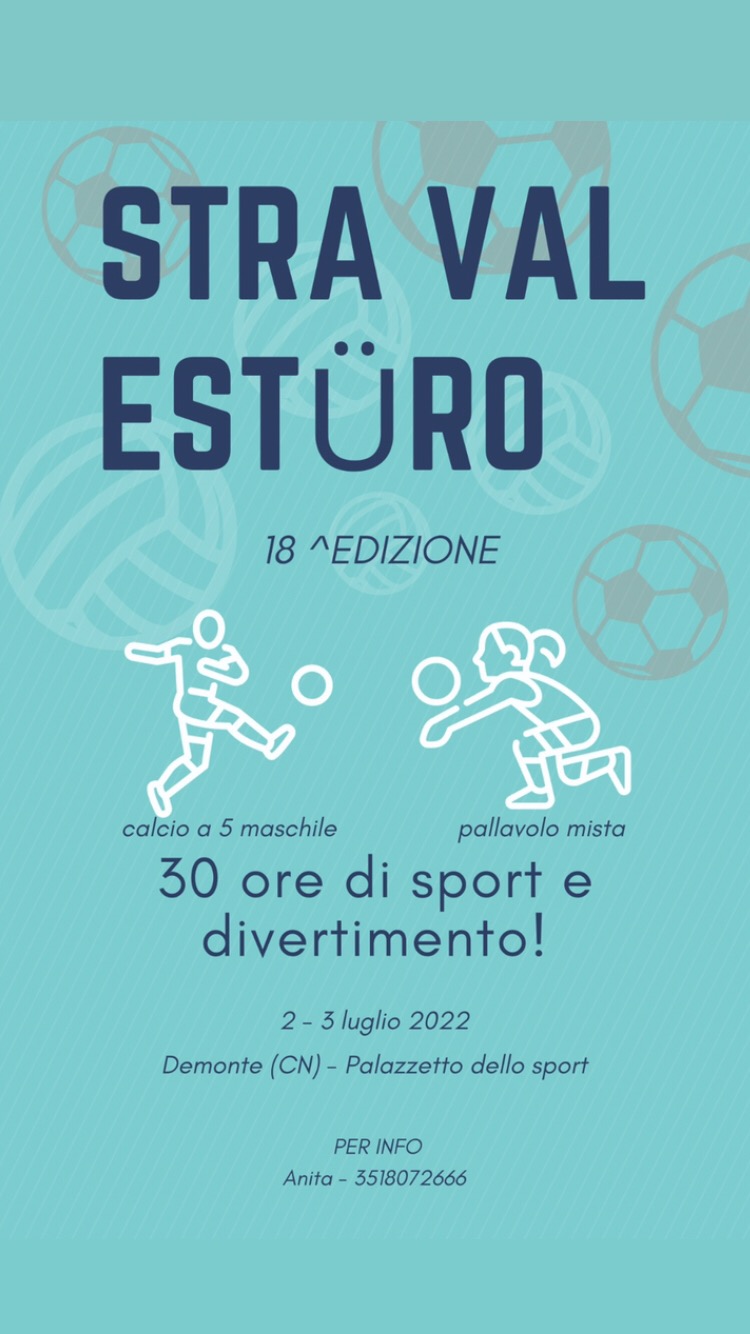 STRA VAL
ESTÜRO
18 ^EDIZIONE
calcio a 5 maschile
pallavolo mista
30 ore di sport e
divertimento!
2 - 3 luglio 2022
Demonte (CN) - Palazzetto dello sport
PER INFO
Anita - 3518072666